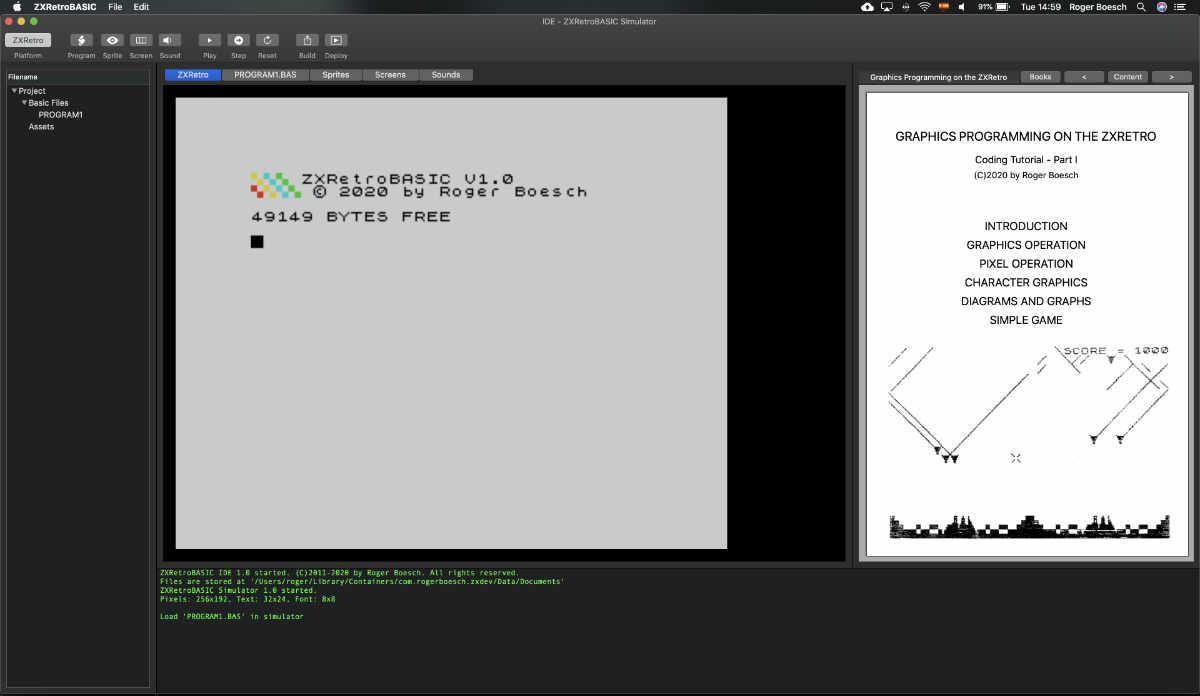 ZXRetroBASIC File Edit 91% Tue 14:59 Roger Boesch
IDE - ZXRetroBASIC Simulator
ZXRetro
Platform Program Sprite Screen Sound Play Step Reset Build Deploy
Filename
Project
Basic Files
PROGRAM1
Assets
ZXRetro PROGRAM1.BAS Sprites Screens Sounds
ZXRetroBASIC V1.0
© 2020 by Roger Boesch
49149 BYTES FREE
Graphics Programming on the ZXRetro Books < Content >
GRAPHICS PROGRAMMING ON THE ZXRETRO
Coding Tutorial - Part I
(C)2020 by Roger Boesch
INTRODUCTION
GRAPHICS OPERATION
PIXEL OPERATION
CHARACTER GRAPHICS
DIAGRAMS AND GRAPHS
SIMPLE GAME
SCORE = 1000
ZXRetroBASIC IDE 1.0 started. (C)2011-2020 by Roger Boesch. All rights reserved.
Files are stored at '/Users/roger/Library/Containers/com.rogerboesch.zxdev/Data/Documents'
ZXRetroBASIC Simulator 1.0 started.
Pixels: 256x192, Text: 32x24, Font: 8x8
Load 'PROGRAM1.BAS' in simulator